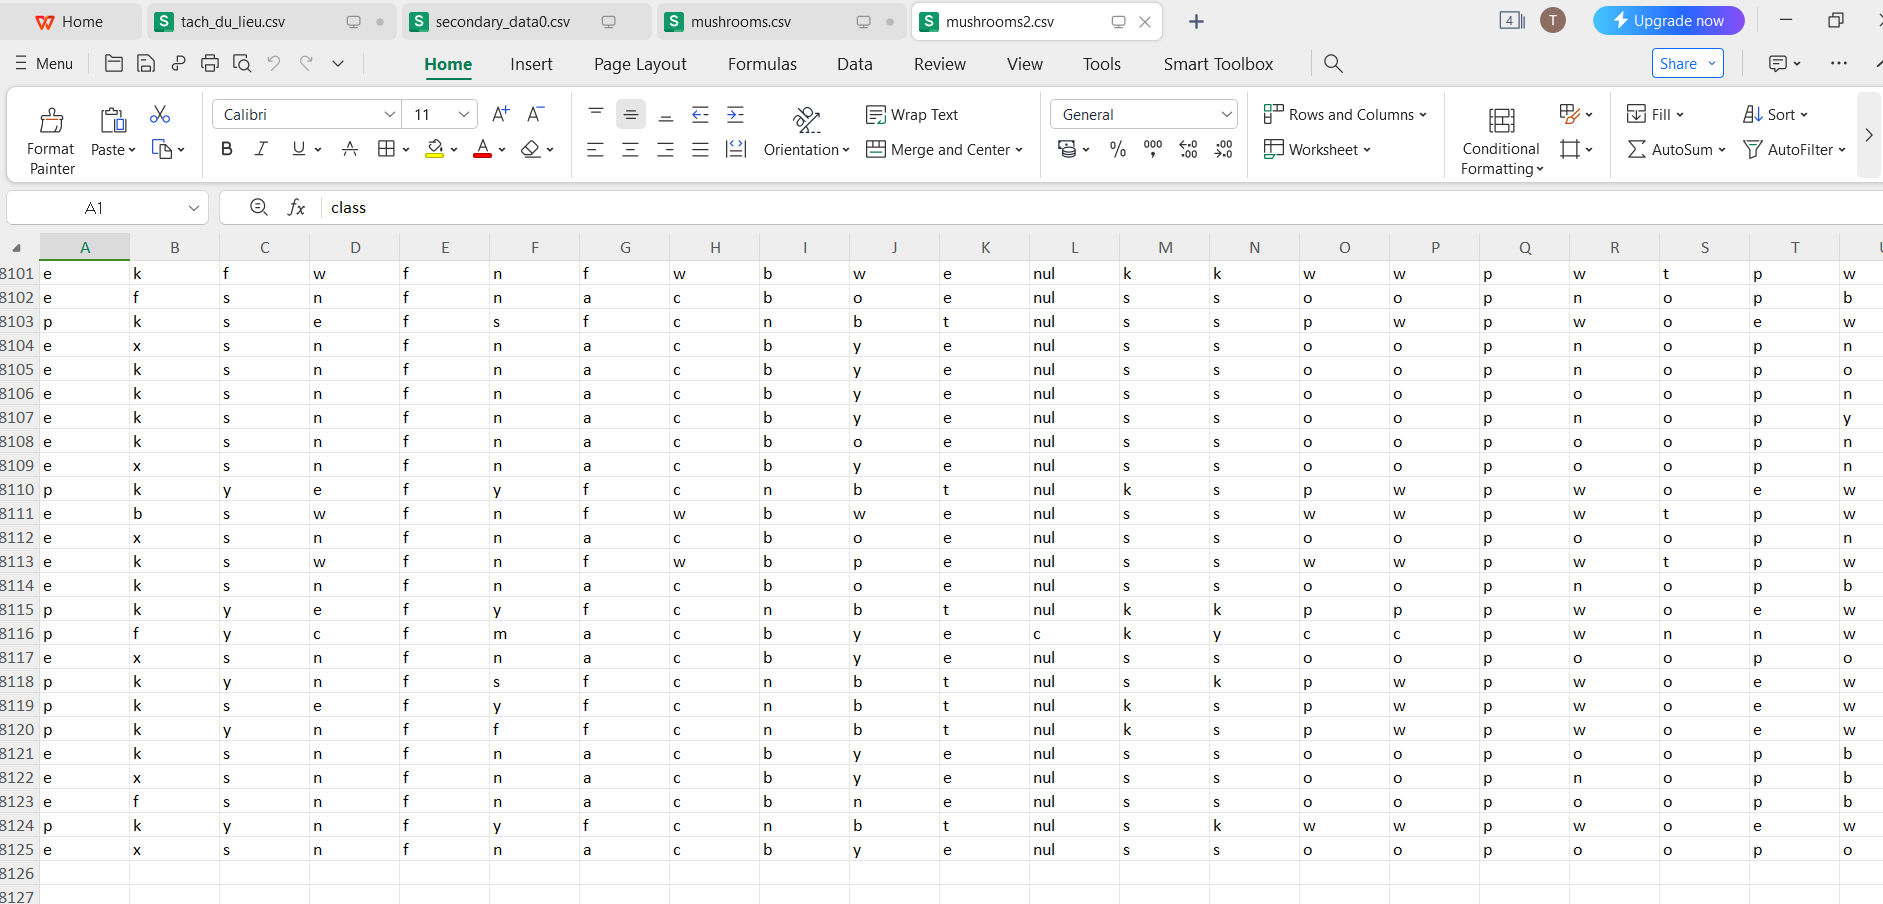 Home tach_du_lieu.csv secondary_data0.csv mushrooms.csv mushrooms2.csv 4 T Upgrade now
Menu Home Insert Page Layout Formulas Data Review View Tools Smart Toolbox Share
Calibri 11 A+ A- Wrap Text General Rows and Columns Fill Sort
Format Painter Paste B I U A A Orientation Merge and Center % 000 Worksheet Conditional Formatting AutoSum AutoFilter
A1 fx class
A B C D E F G H I J K L M N O P Q R S T
8101 e k f w f n f w b w e nul k k w w p w t p w
8102 e f s n f n a c b o e nul s s o o p n o p b
8103 p k s e f s f c n b t nul s s p w p w o e w
8104 e x s n f n a c b y e nul s s o o p n o p n
8105 e k s n f n a c b y e nul s s o o p n o p o
8106 e k s n f n a c b y e nul s s o o p o o p n
8107 e k s n f n a c b y e nul s s o o p n o p y
8108 e k s n f n a c b o e nul s s o o p o o p n
8109 e x s n f n a c b y e nul s s o o p o o p n
8110 p k y e f y f c n b t nul k s p w p w o e w
8111 e b s w f n f w b w e nul s s w w p w t p w
8112 e x s n f n a c b o e nul s s o o p o o p n
8113 e k s w f n f w b p e nul s s w w p w t p w
8114 e k s n f n a c b o e nul s s o o p n o p b
8115 p k y e f y f c n b t nul k k p p p w o e w
8116 p f y c f m a c b y e c k y c c p w n n w
8117 e x s n f n a c b y e nul s s o o p o o p o
8118 p k y n f s f c n b t nul s k p w p w o e w
8119 p k s e f y f c n b t nul k s p w p w o e w
8120 p k y n f f f c n b t nul k s p w p w o e w
8121 e k s n f n a c b y e nul s s o o p o o p b
8122 e x s n f n a c b y e nul s s o o p n o p b
8123 e f s n f n a c b n e nul s s o o p o o p b
8124 p k y n f y f c n b t nul s k w w p w o e w
8125 e x s n f n a c b y e nul s s o o p o o p o
8126
8127